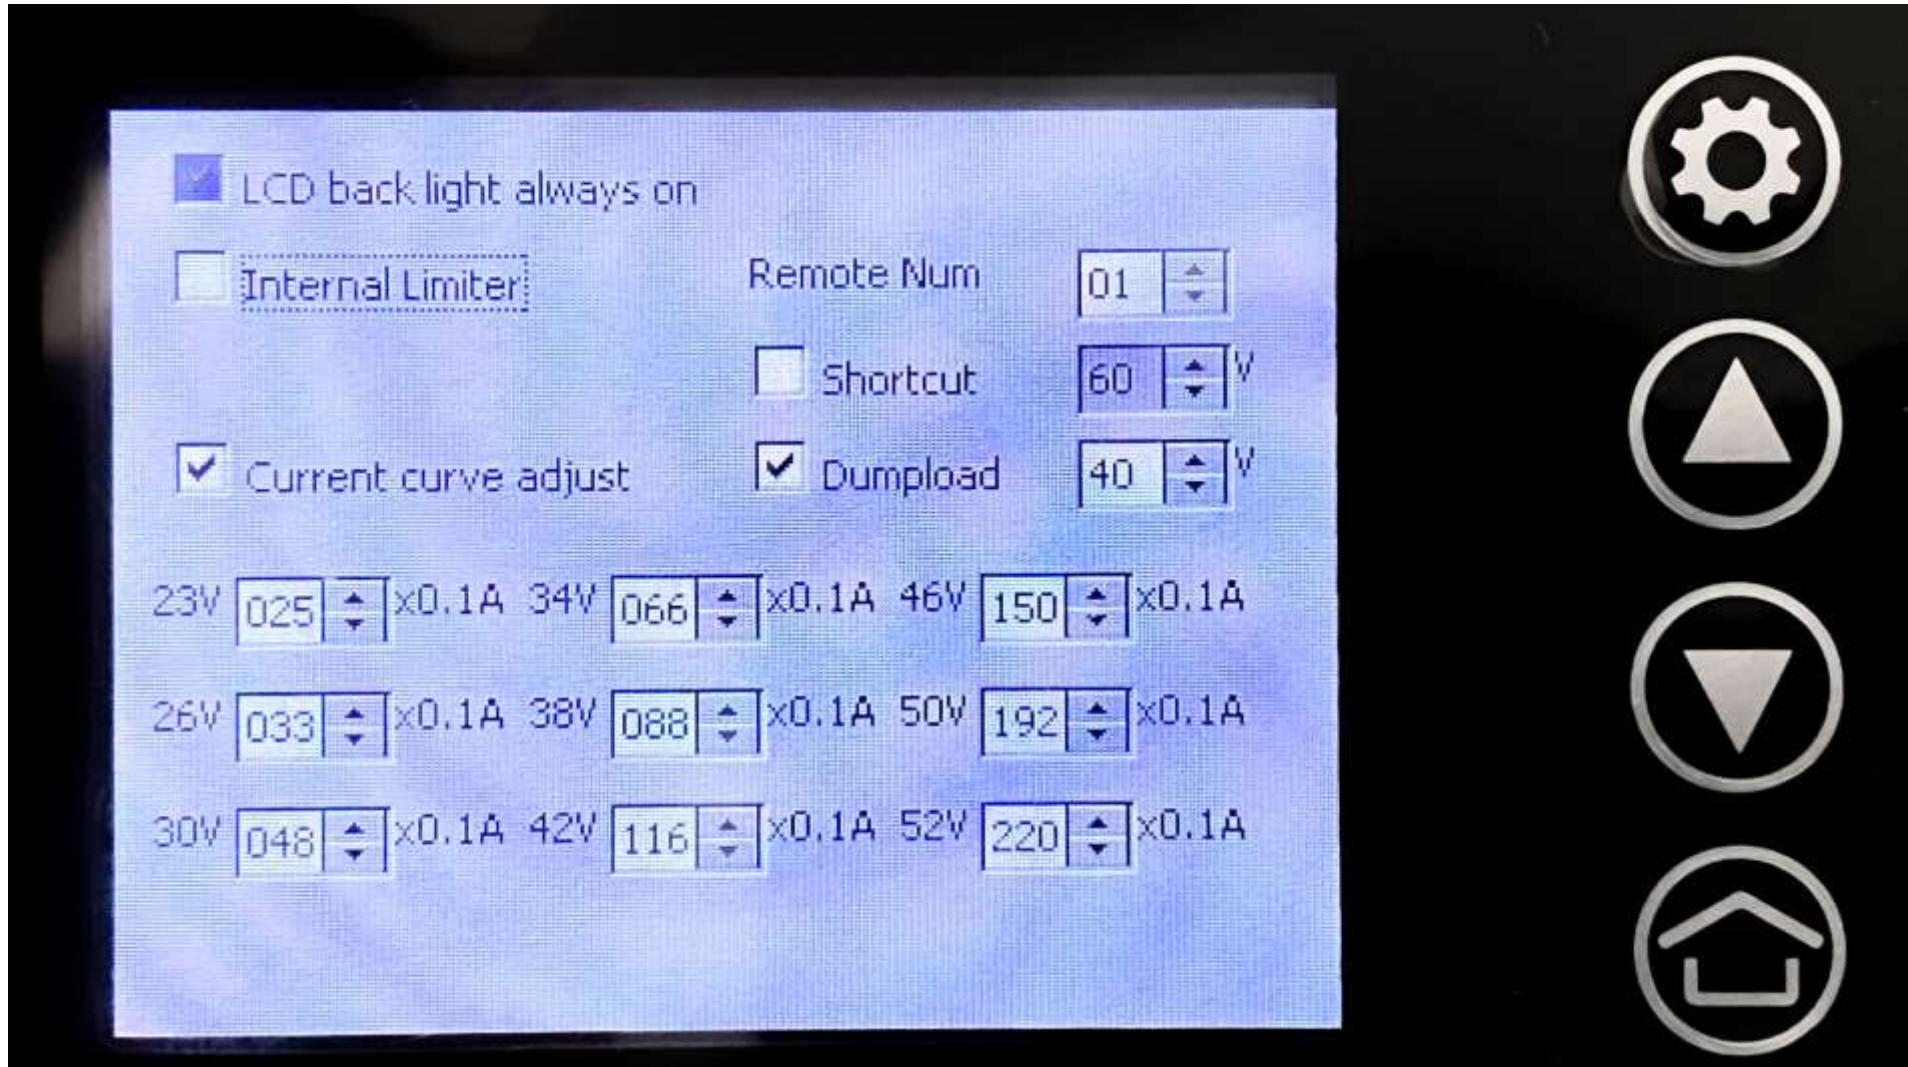 LCD back light always on
Internal Limiter Remote Num 01
Shortcut 60 V
Current curve adjust Dumpload 40 V
23V 025 x0.1A 34V 066 x0.1A 46V 150 x0.1A
26V 033 x0.1A 38V 088 x0.1A 50V 192 x0.1A
30V 048 x0.1A 42V 116 x0.1A 52V 220 x0.1A